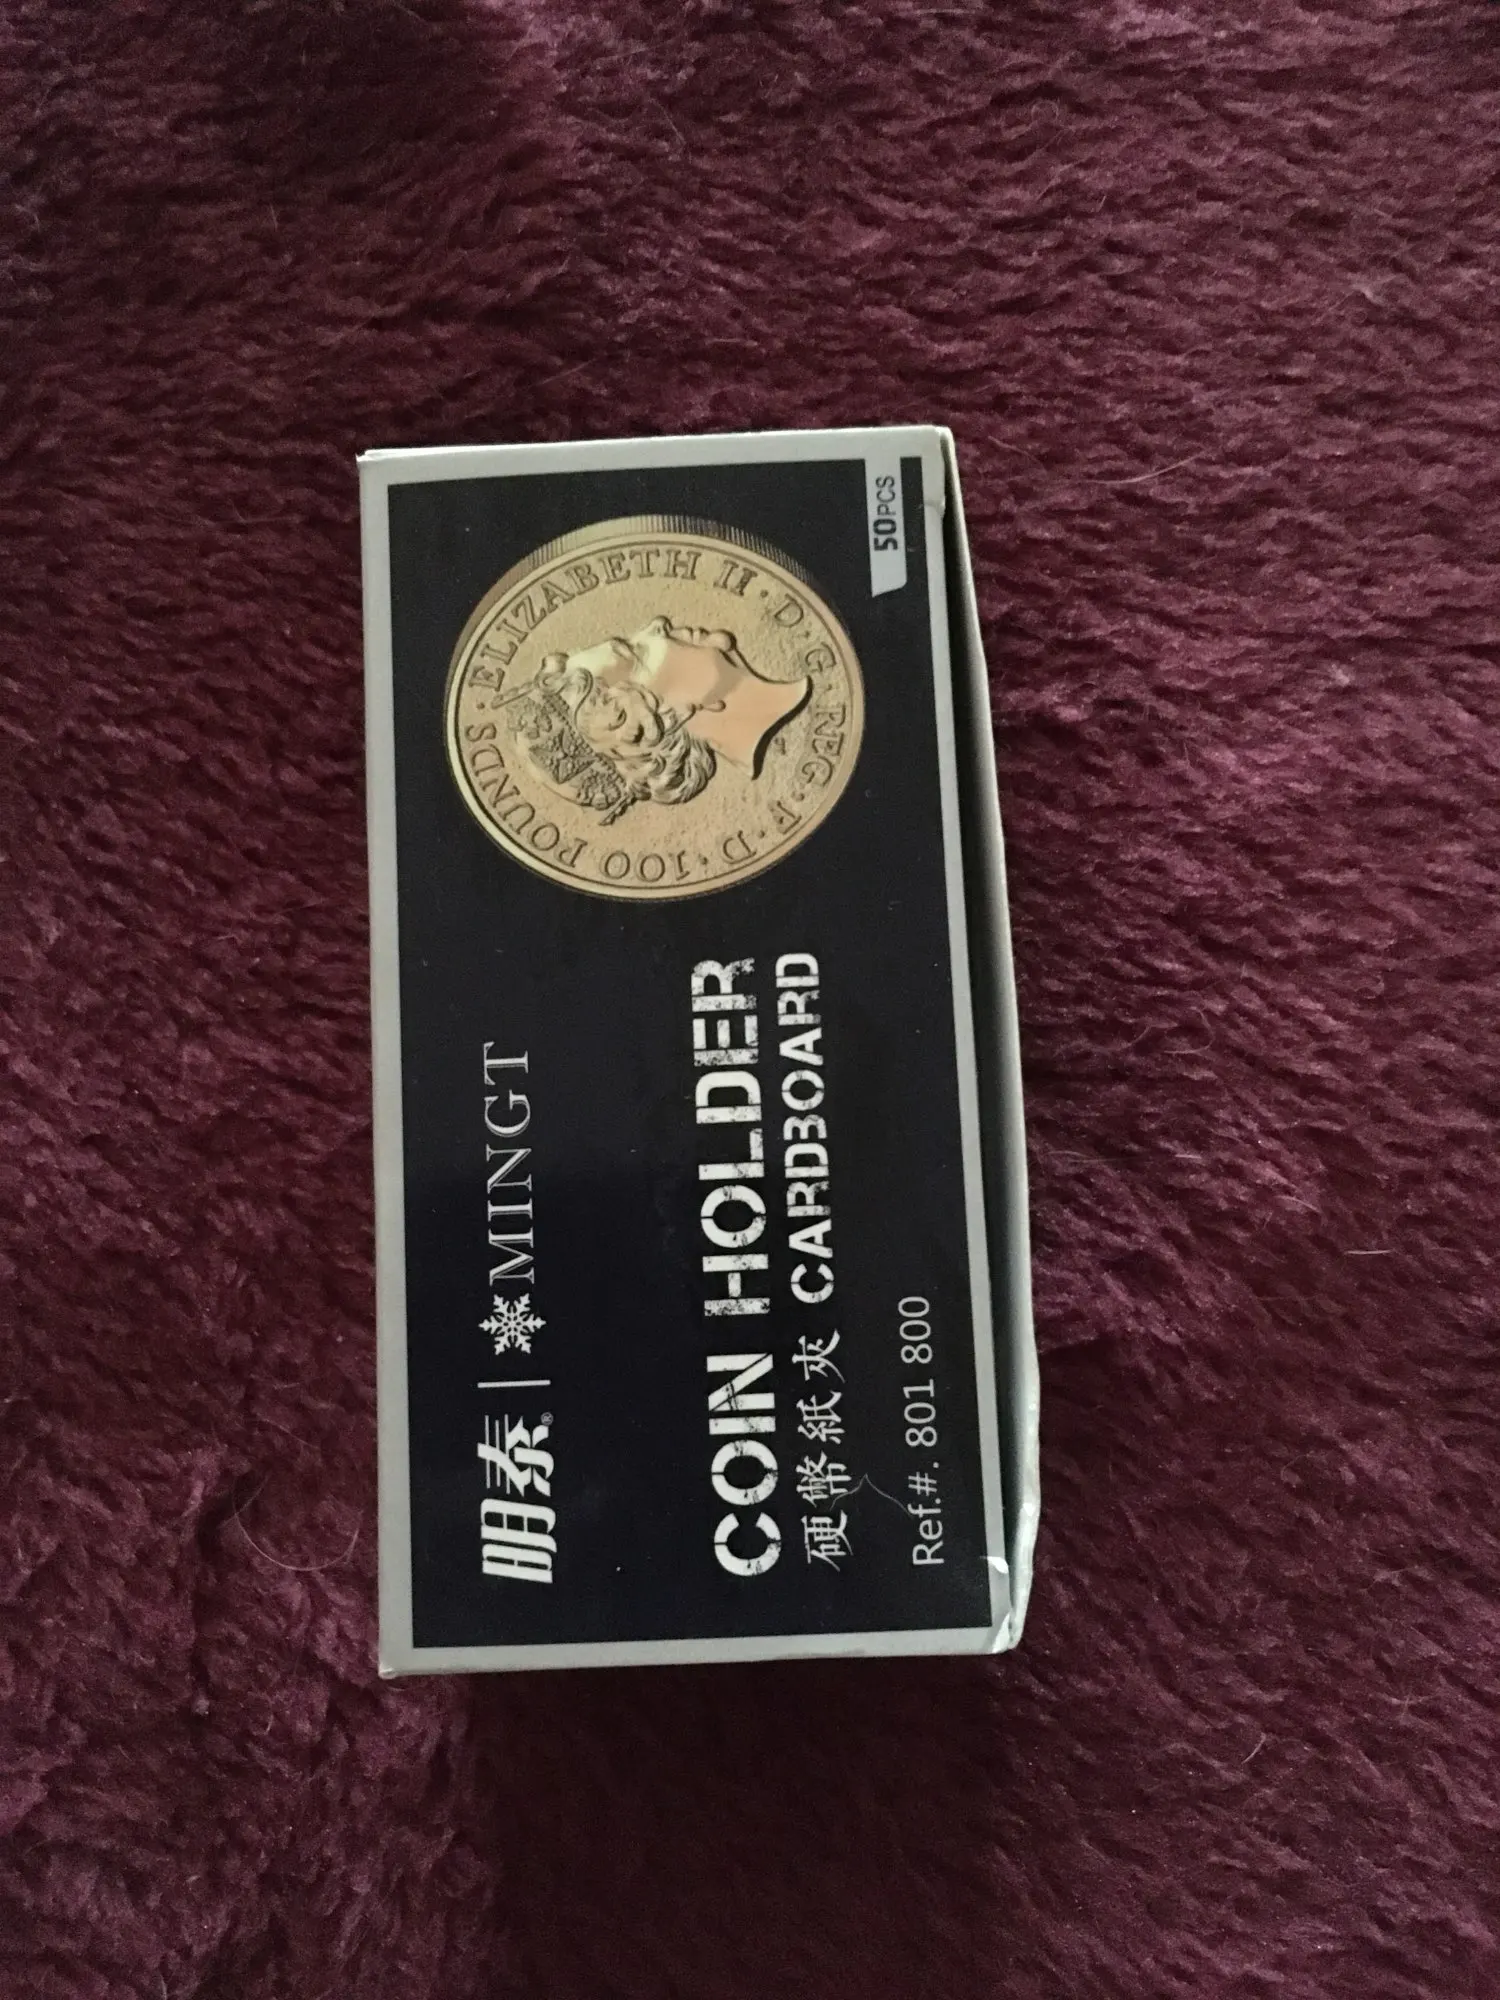 明泰® | MINGT
COIN HOLDER
硬幣紙夾 CARDBOARD
Ref.#. 801 800
·ELIZABETH II·D·G·REG·F·D·100 POUNDS
50PCS